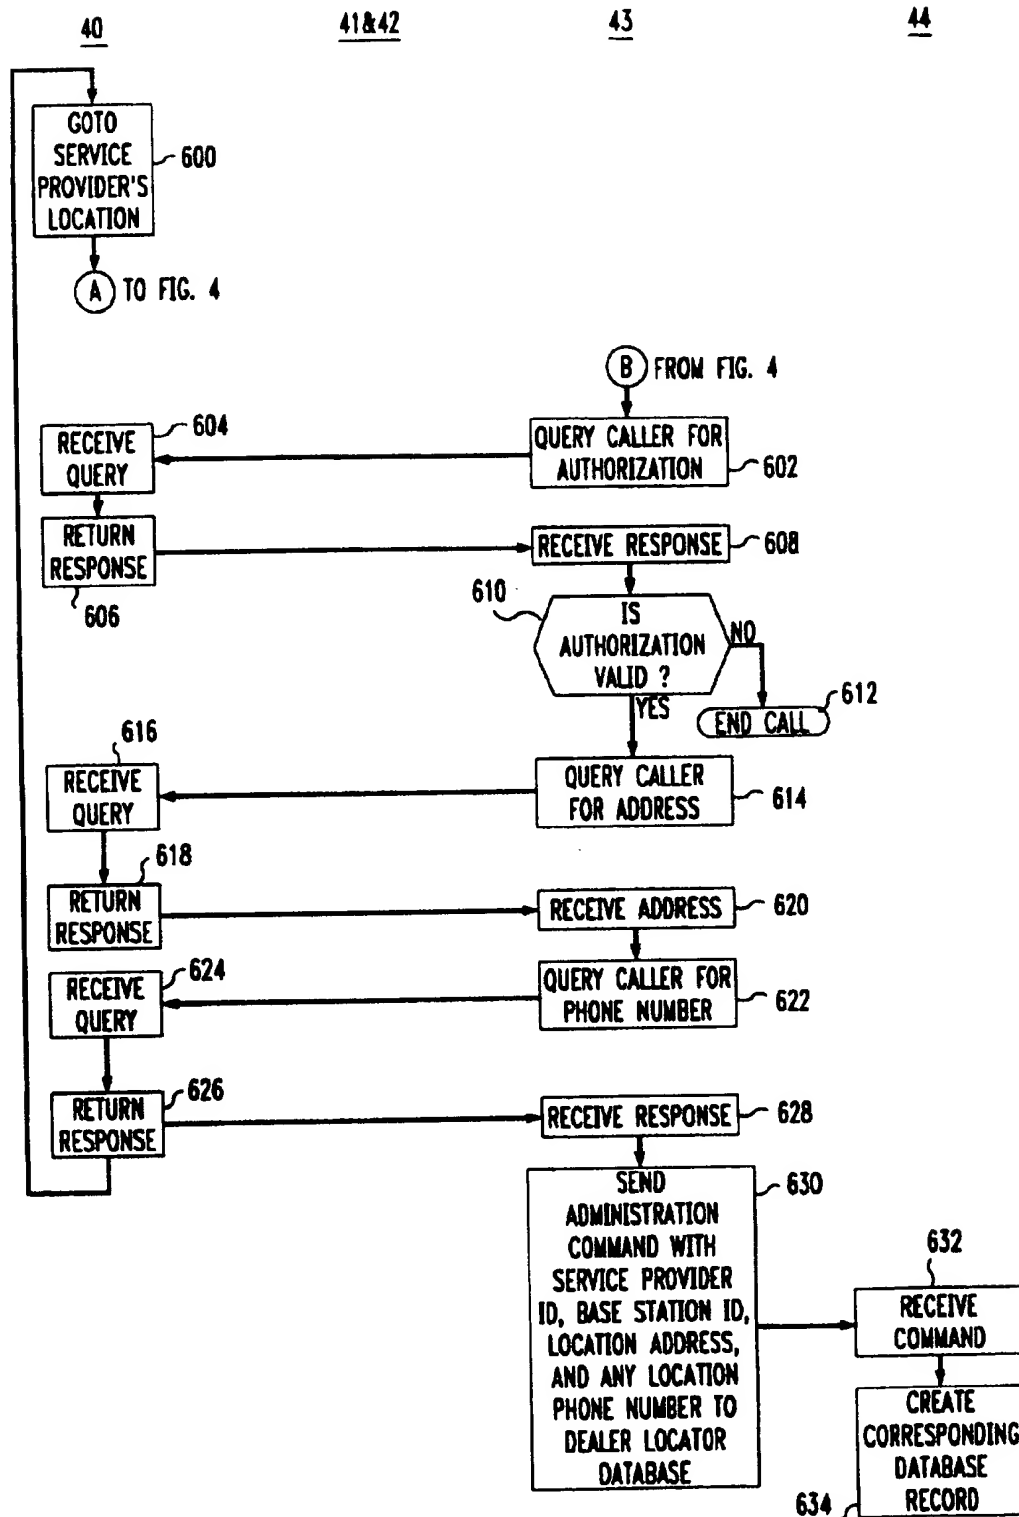 40 41&42 43 44
GOTO
SERVICE
PROVIDER'S
LOCATION
600
A TO FIG. 4
B FROM FIG. 4
QUERY CALLER FOR
AUTHORIZATION
602
604
RECEIVE
QUERY
RETURN
RESPONSE
606
RECEIVE RESPONSE
608
610
IS
AUTHORIZATION
VALID ?
NO
YES
END CALL
612
616
RECEIVE
QUERY
QUERY CALLER
FOR ADDRESS
614
618
RETURN
RESPONSE
RECEIVE ADDRESS
620
624
RECEIVE
QUERY
QUERY CALLER FOR
PHONE NUMBER
622
626
RETURN
RESPONSE
RECEIVE RESPONSE
628
SEND
ADMINISTRATION
COMMAND WITH
SERVICE PROVIDER
ID, BASE STATION ID,
LOCATION ADDRESS,
AND ANY LOCATION
PHONE NUMBER TO
DEALER LOCATOR
DATABASE
630
632
RECEIVE
COMMAND
CREATE
CORRESPONDING
DATABASE
RECORD
634